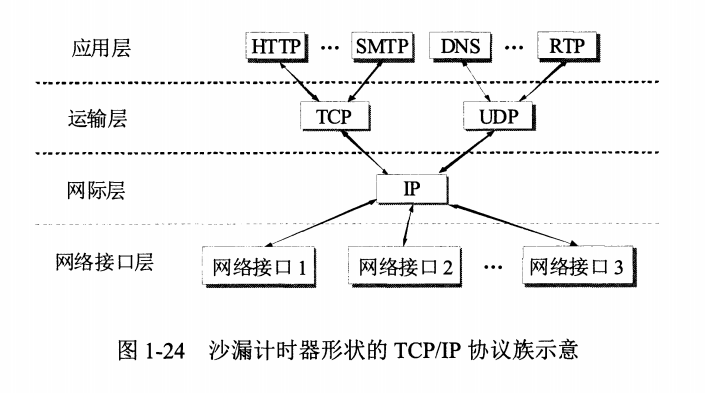 应用层 HTTP … SMTP DNS … RTP
运输层 TCP UDP
网际层 IP
网络接口层 网络接口 1 网络接口 2 … 网络接口 3
图 1-24 沙漏计时器形状的 TCP/IP 协议族示意